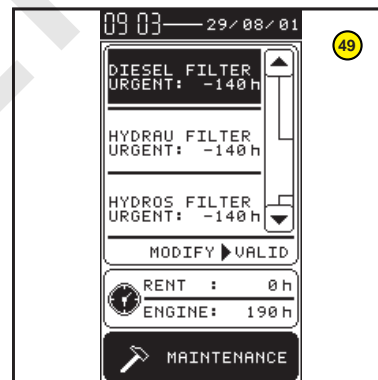 09 03 29/08/01
49
DIESEL FILTER
URGENT: -140h
HYDRAU FILTER
URGENT: -140h
HYDROS FILTER
URGENT: -140h
MODIFY▶VALID
RENT : 0h
ENGINE: 190h
MAINTENANCE